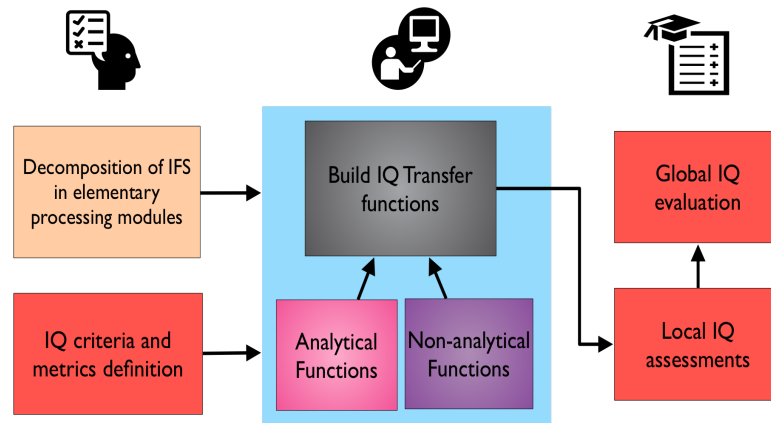 Decomposition of IFS
in elementary
processing modules
IQ criteria and
metrics definition
Build IQ Transfer
functions
Analytical
Functions
Non-analytical
Functions
Global IQ
evaluation
Local IQ
assessments